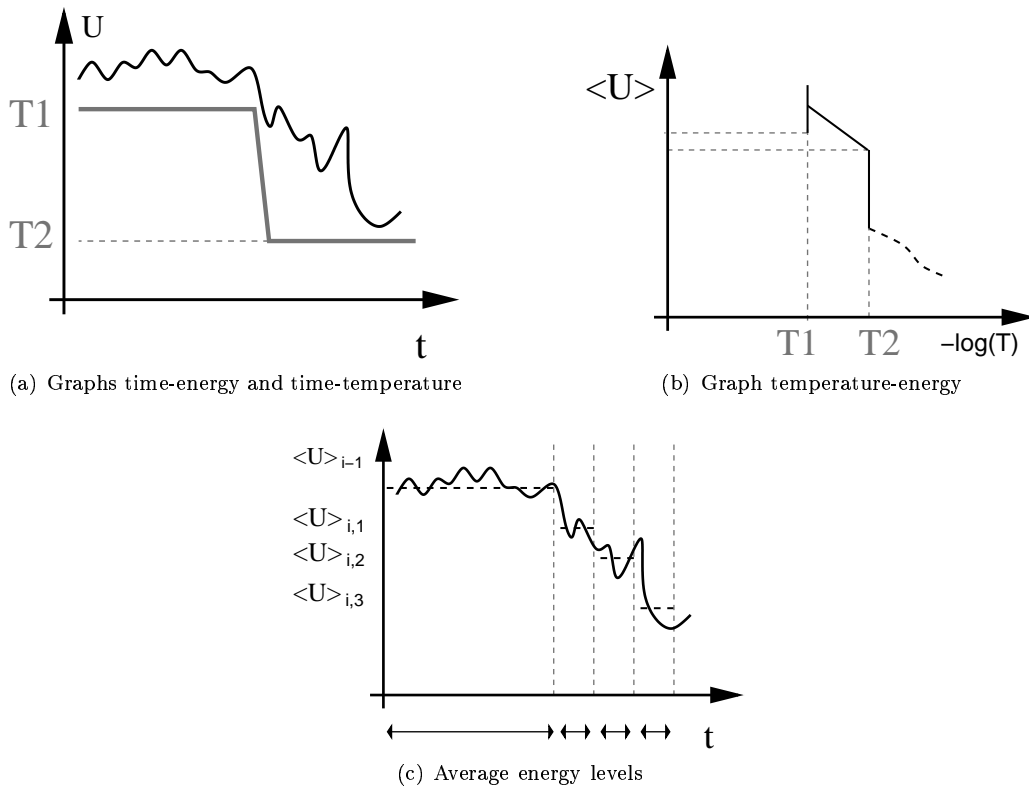 U
T1
T2
t
(a) Graphs time-energy and time-temperature
<U>
T1
T2
−log(T)
(b) Graph temperature-energy
<U> i−1
<U> i,1
<U> i,2
<U> i,3
t
(c) Average energy levels